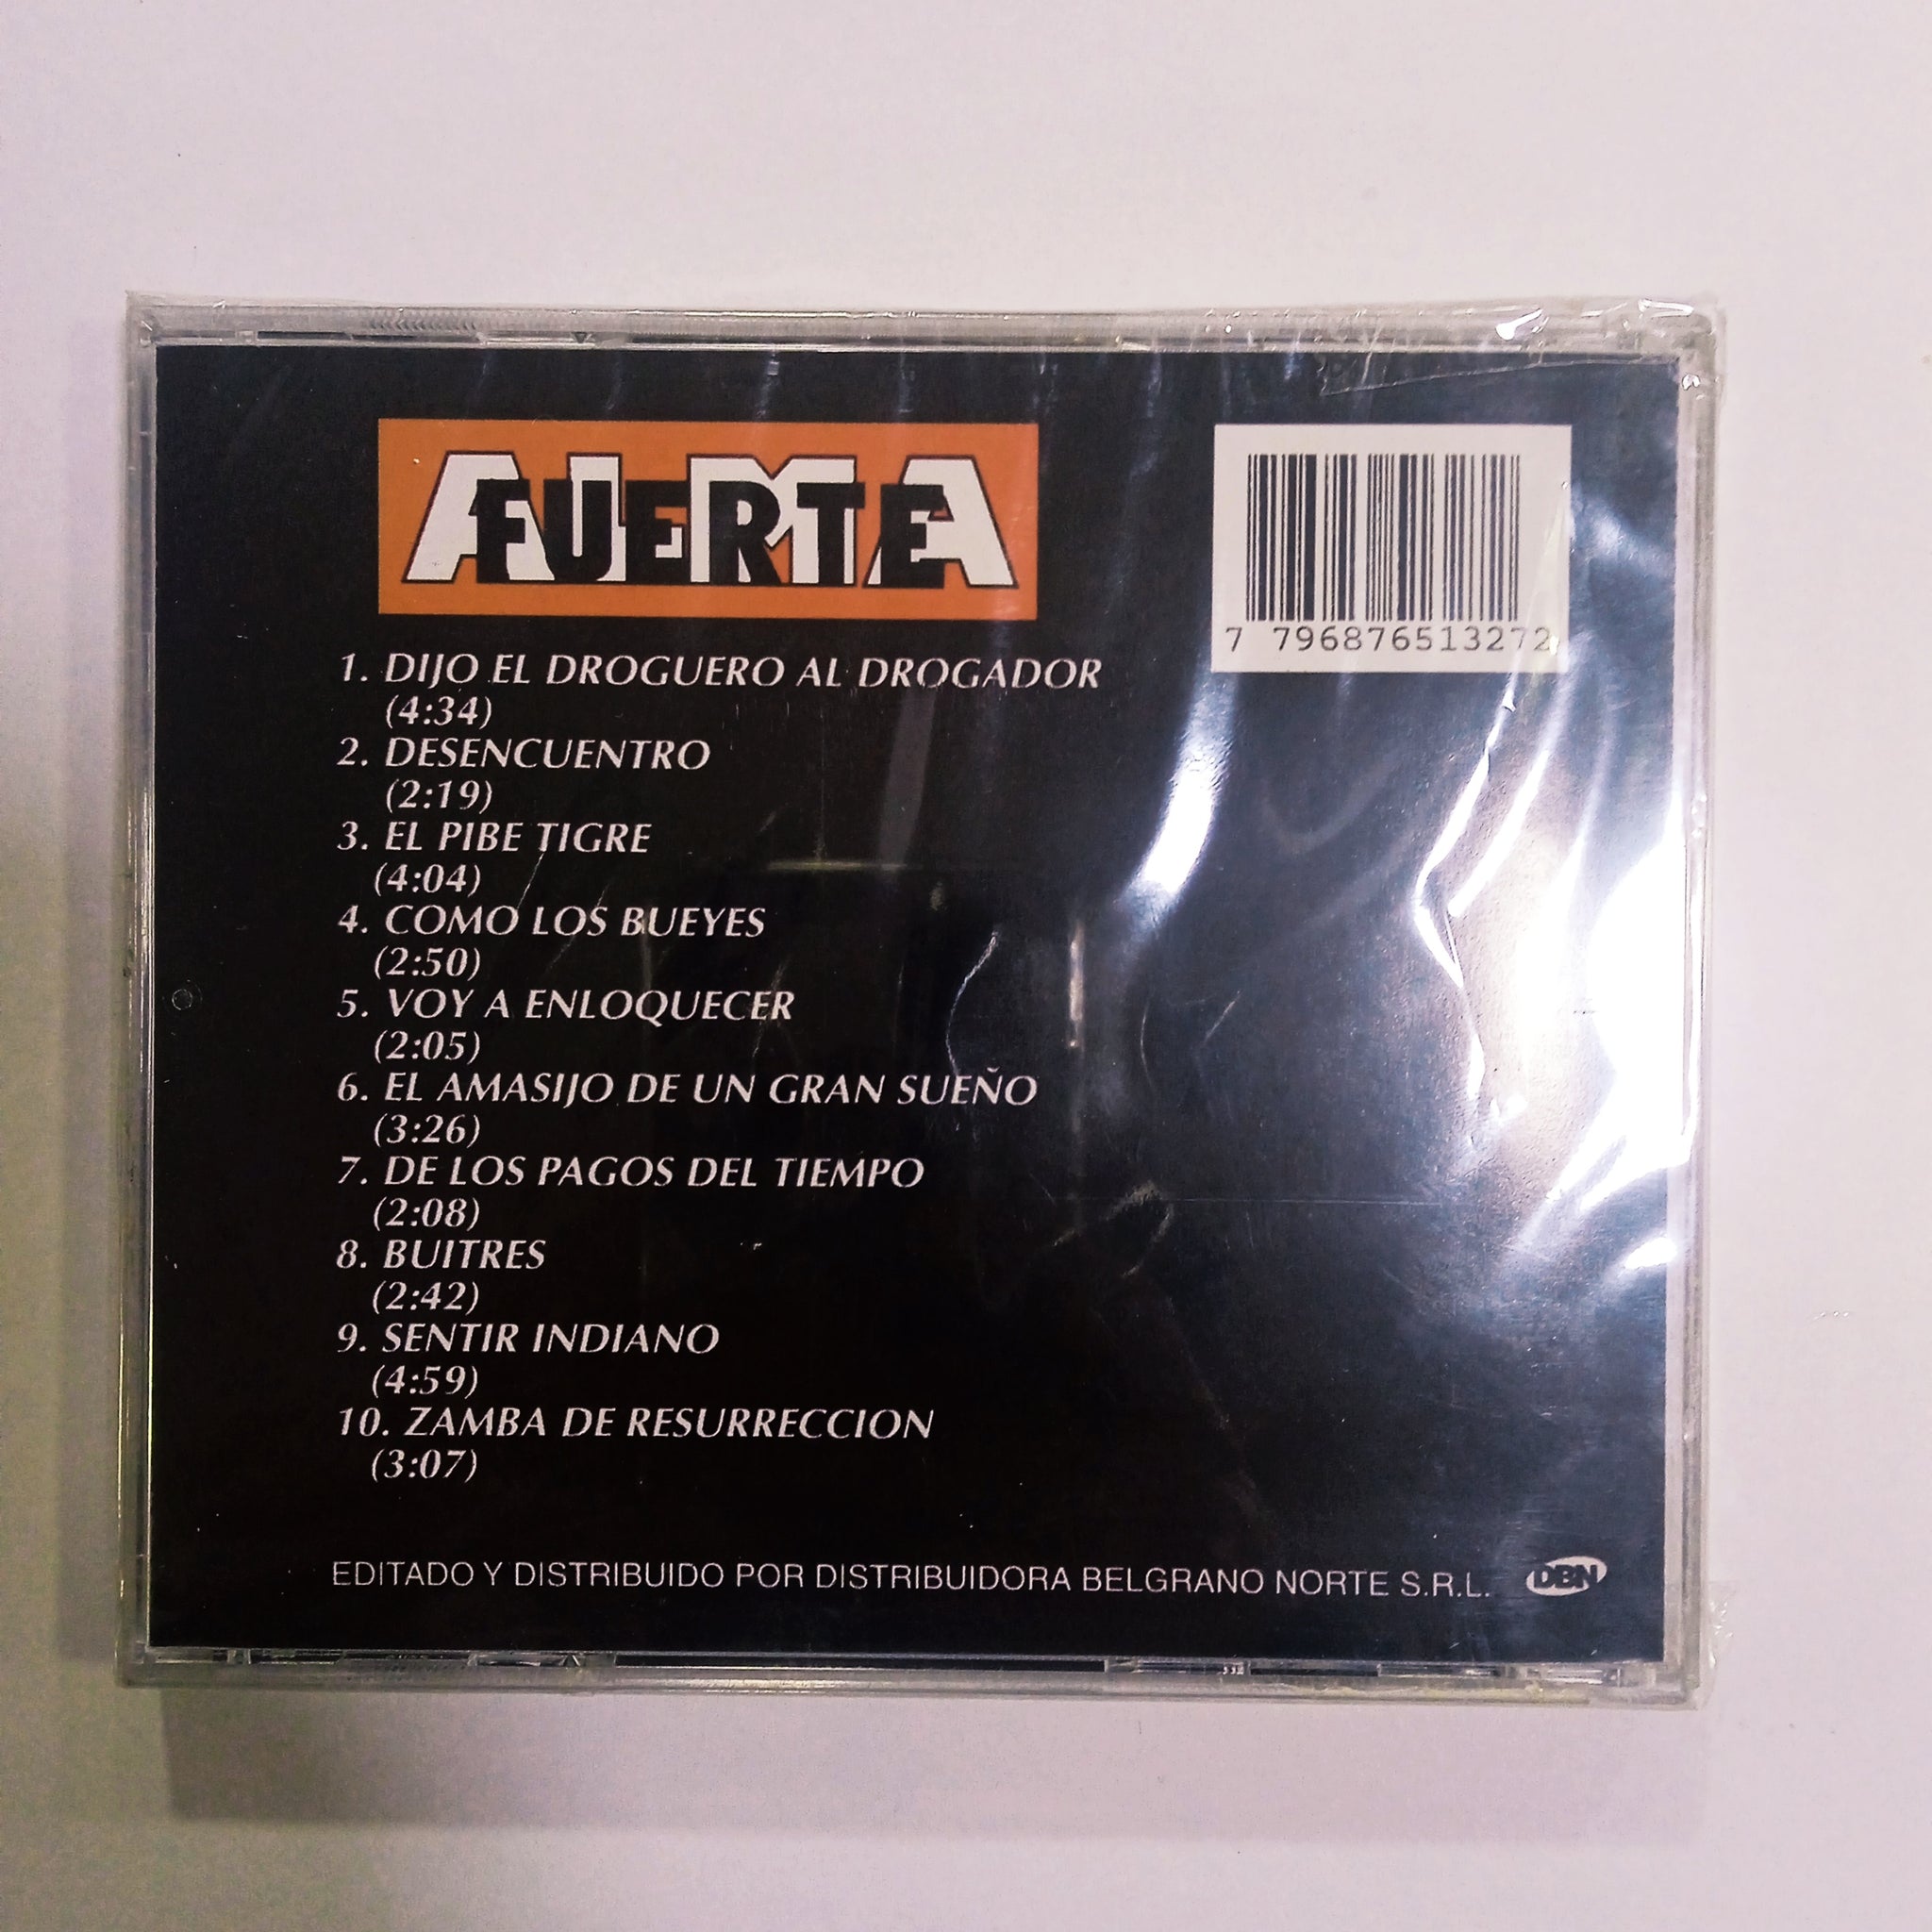 ALMA
FUERTE
7 796876513272
1. DIJO EL DROGUERO AL DROGADOR
(4:34)
2. DESENCUENTRO
(2:19)
3. EL PIBE TIGRE
(4:04)
4. COMO LOS BUEYES
(2:50)
5. VOY A ENLOQUECER
(2:05)
6. EL AMASIJO DE UN GRAN SUEÑO
(3:26)
7. DE LOS PAGOS DEL TIEMPO
(2:08)
8. BUITRES
(2:42)
9. SENTIR INDIANO
(4:59)
10. ZAMBA DE RESURRECCION
(3:07)
EDITADO Y DISTRIBUIDO POR DISTRIBUIDORA BELGRANO NORTE S.R.L. DBN